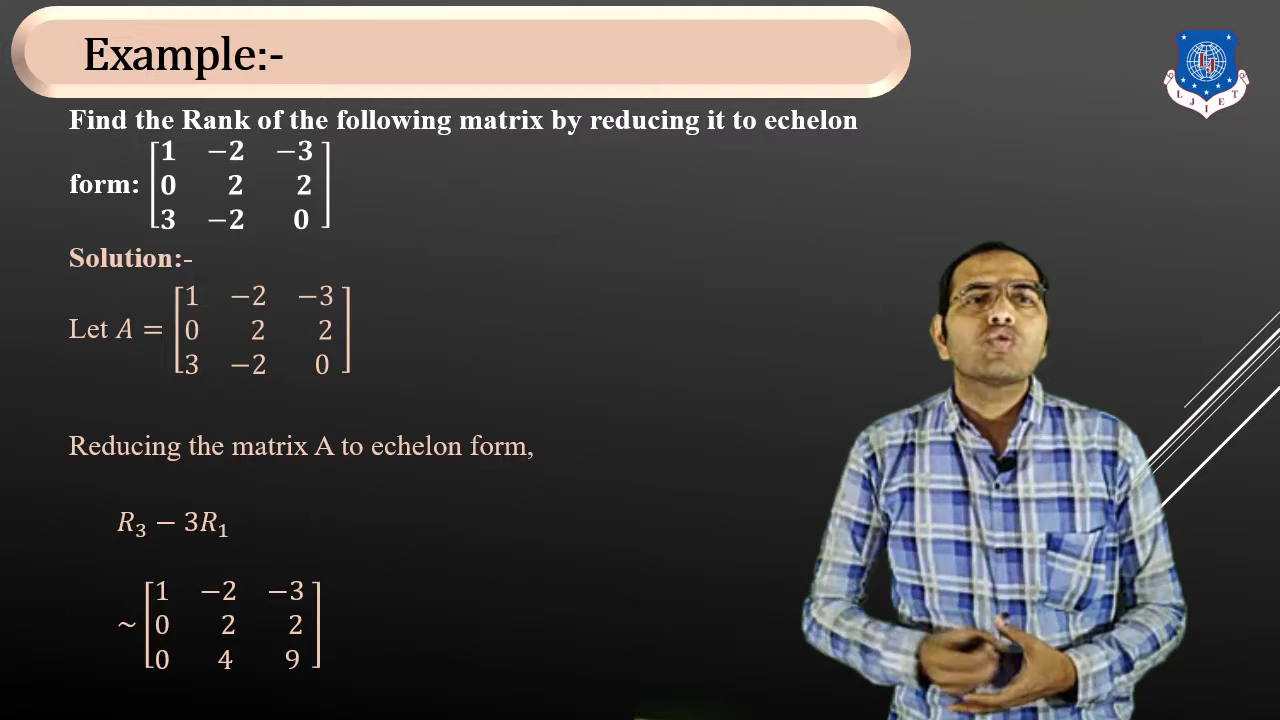 Example:-
Find the Rank of the following matrix by reducing it to echelon
form: [1 −2 −3
0 2 2
3 −2 0]
Solution:-
Let A = [1 −2 −3
0 2 2
3 −2 0]
Reducing the matrix A to echelon form,
R₃ − 3R₁
~ [1 −2 −3
0 2 2
0 4 9]
LJ
LJIET